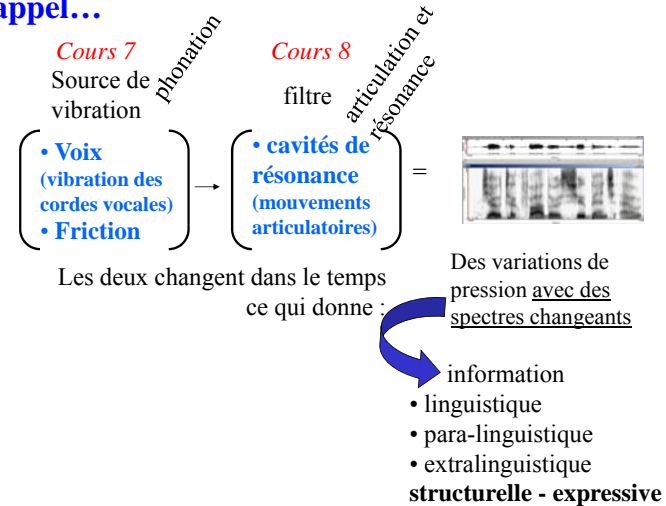 appel…
Cours 7
Source de
vibration
phonation
• Voix
(vibration des
cordes vocales)
• Friction
Cours 8
filtre
articulation et
résonance
• cavités de
résonance
(mouvements
articulatoires)
=
Les deux changent dans le temps
ce qui donne :
Des variations de
pression avec des
spectres changeants
information
• linguistique
• para-linguistique
• extralinguistique
structurelle - expressive